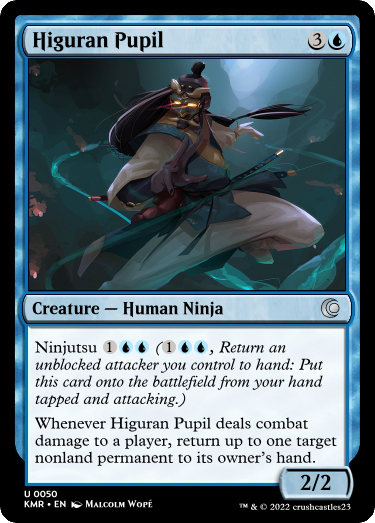 Higuran Pupil 3
Creature — Human Ninja
Ninjutsu 1 (1, Return an
unblocked attacker you control to hand: Put
this card onto the battlefield from your hand
tapped and attacking.)
Whenever Higuran Pupil deals combat
damage to a player, return up to one target
nonland permanent to its owner's hand.
2/2
U 0050
KMR • EN Malcolm Wopé
™ & © 2022 crushcastles23